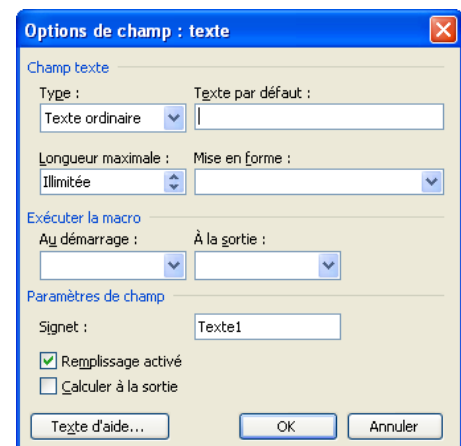 Options de champ : texte
Champ texte
Type : Texte par défaut :
Texte ordinaire
Longueur maximale : Mise en forme :
Illimitée
Exécuter la macro
Au démarrage : À la sortie :
Paramètres de champ
Signet : Texte1
Remplissage activé
Calculer à la sortie
Texte d'aide... OK Annuler